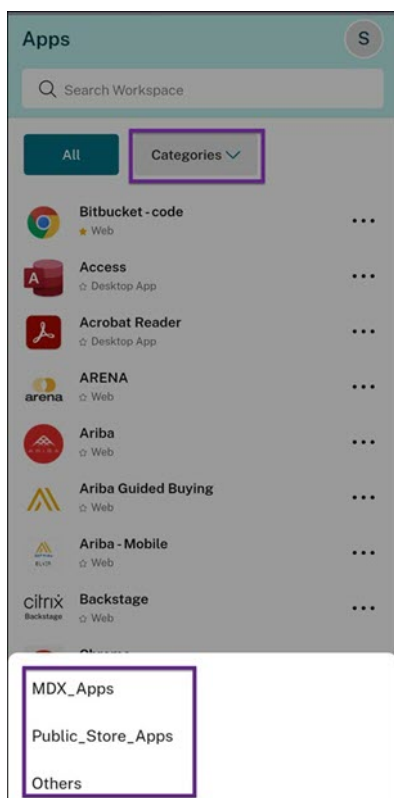 Apps
S
Search Workspace
All
Categories
Bitbucket - code
Web
Access
Desktop App
A
Acrobat Reader
Desktop App
ARENA
arena
Web
Ariba
ARIBA
Web
Ariba Guided Buying
Web
Ariba - Mobile
Web
Backstage
citrix
Backstage
Web
MDX_Apps
Public_Store_Apps
Others